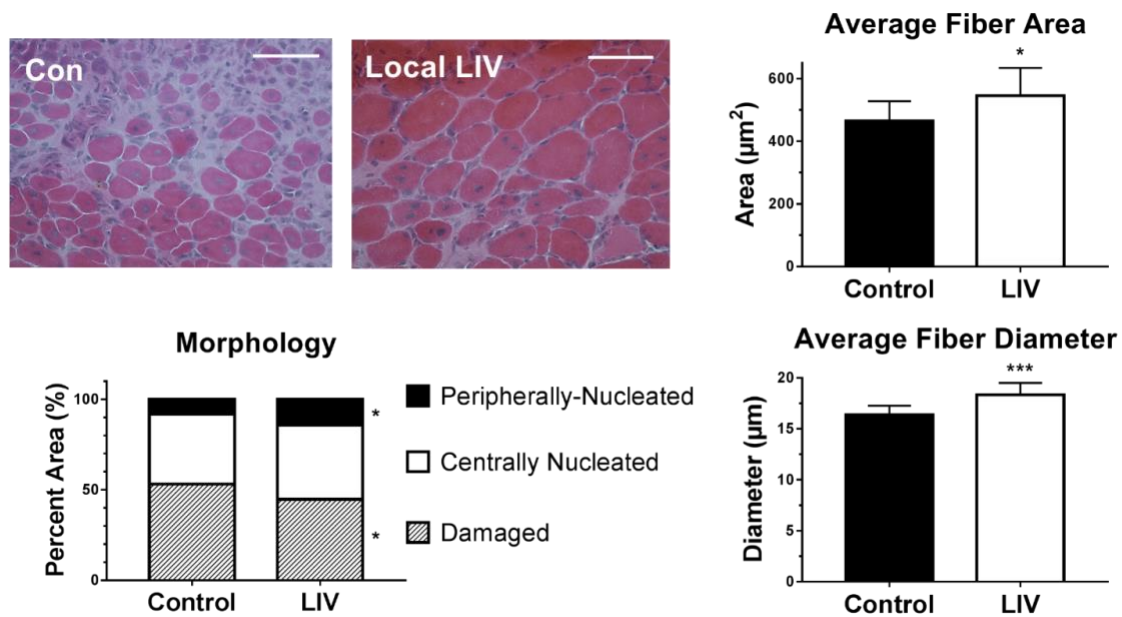 Con
Local LIV
Average Fiber Area
*
Area (µm²)
600
400
200
0
Control LIV
Morphology
Percent Area (%)
100
50
0
*
*
Control LIV
Peripherally-Nucleated
Centrally Nucleated
Damaged
Average Fiber Diameter
***
Diameter (µm)
20
15
10
5
0
Control LIV